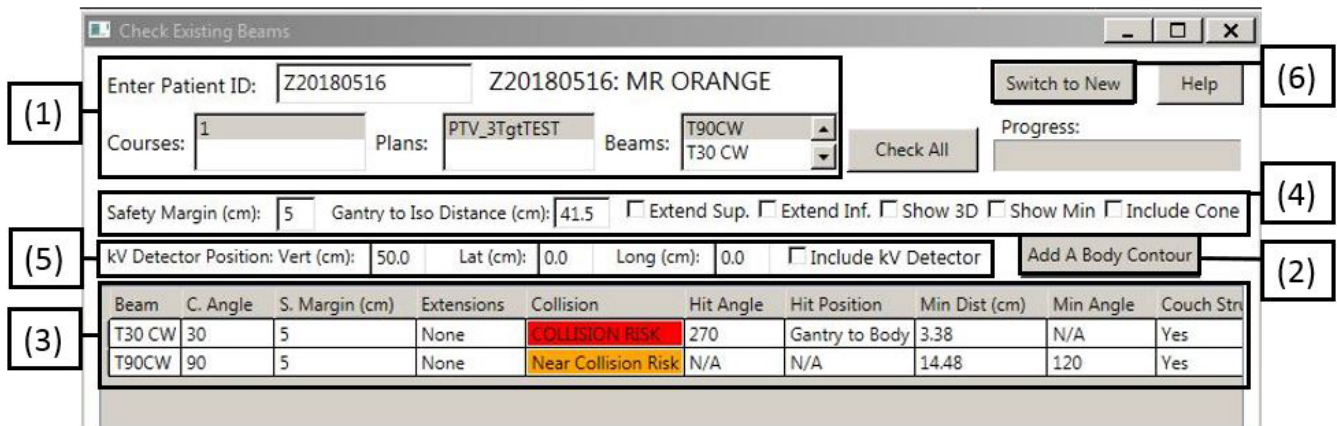 Check Existing Beams
(1)
Enter Patient ID: Z20180516 Z20180516: MR ORANGE
Switch to New Help
(6)
Courses: 1 Plans: PTV_3TgtTEST Beams: T90CW
T30 CW
Check All
Progress:
Safety Margin (cm): 5 Gantry to Iso Distance (cm): 41.5 Extend Sup. Extend Inf. Show 3D Show Min Include Cone
(4)
(5)
kV Detector Position: Vert (cm): 50.0 Lat (cm): 0.0 Long (cm): 0.0 Include kV Detector
Add A Body Contour
(2)
(3)
Beam C. Angle S. Margin (cm) Extensions Collision Hit Angle Hit Position Min Dist (cm) Min Angle Couch Stru
T30 CW 30 5 None COLLISION RISK 270 Gantry to Body 3.38 N/A Yes
T90CW 90 5 None Near Collision Risk N/A N/A 14.48 120 Yes